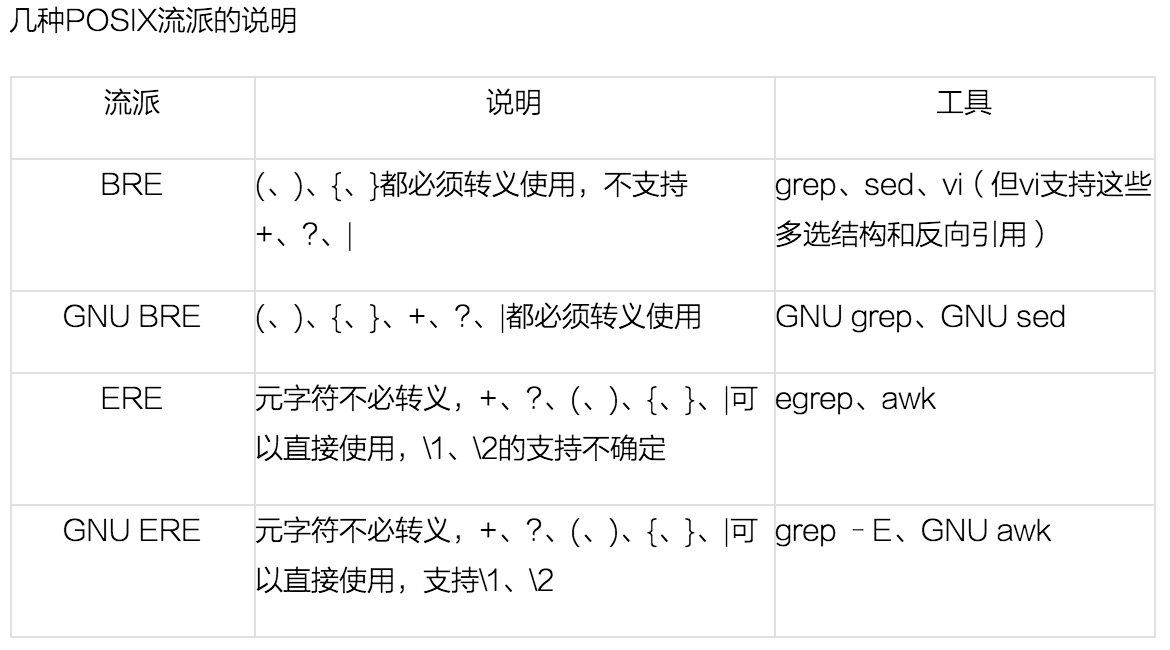 几种POSIX流派的说明
流派 说明 工具
BRE (、)、{、}都必须转义使用，不支持 grep、sed、vi（但vi支持这些
+、?、| 多选结构和反向引用）
GNU BRE (、)、{、}、+、?、|都必须转义使用 GNU grep、GNU sed
ERE 元字符不必转义，+、?、(、)、{、}、|可 egrep、awk
以直接使用，\1、\2的支持不确定
GNU ERE 元字符不必转义，+、?、(、)、{、}、|可 grep –E、GNU awk
以直接使用，支持\1、\2